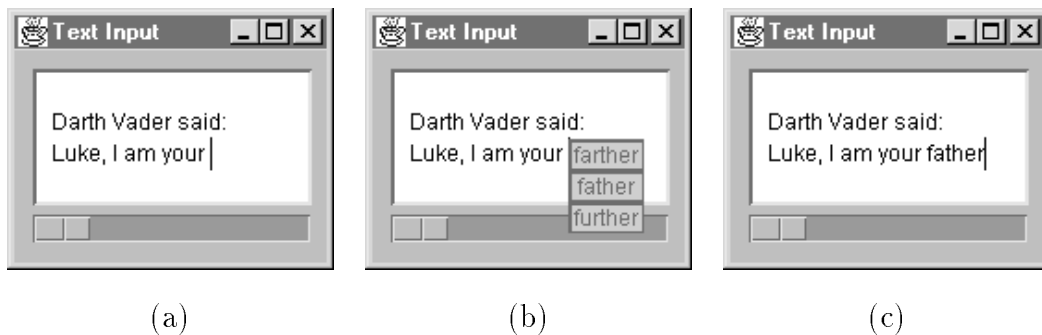 Text Input
Darth Vader said:
Luke, I am your
(a)
Text Input
Darth Vader said:
Luke, I am your
farther
father
further
(b)
Text Input
Darth Vader said:
Luke, I am your father
(c)